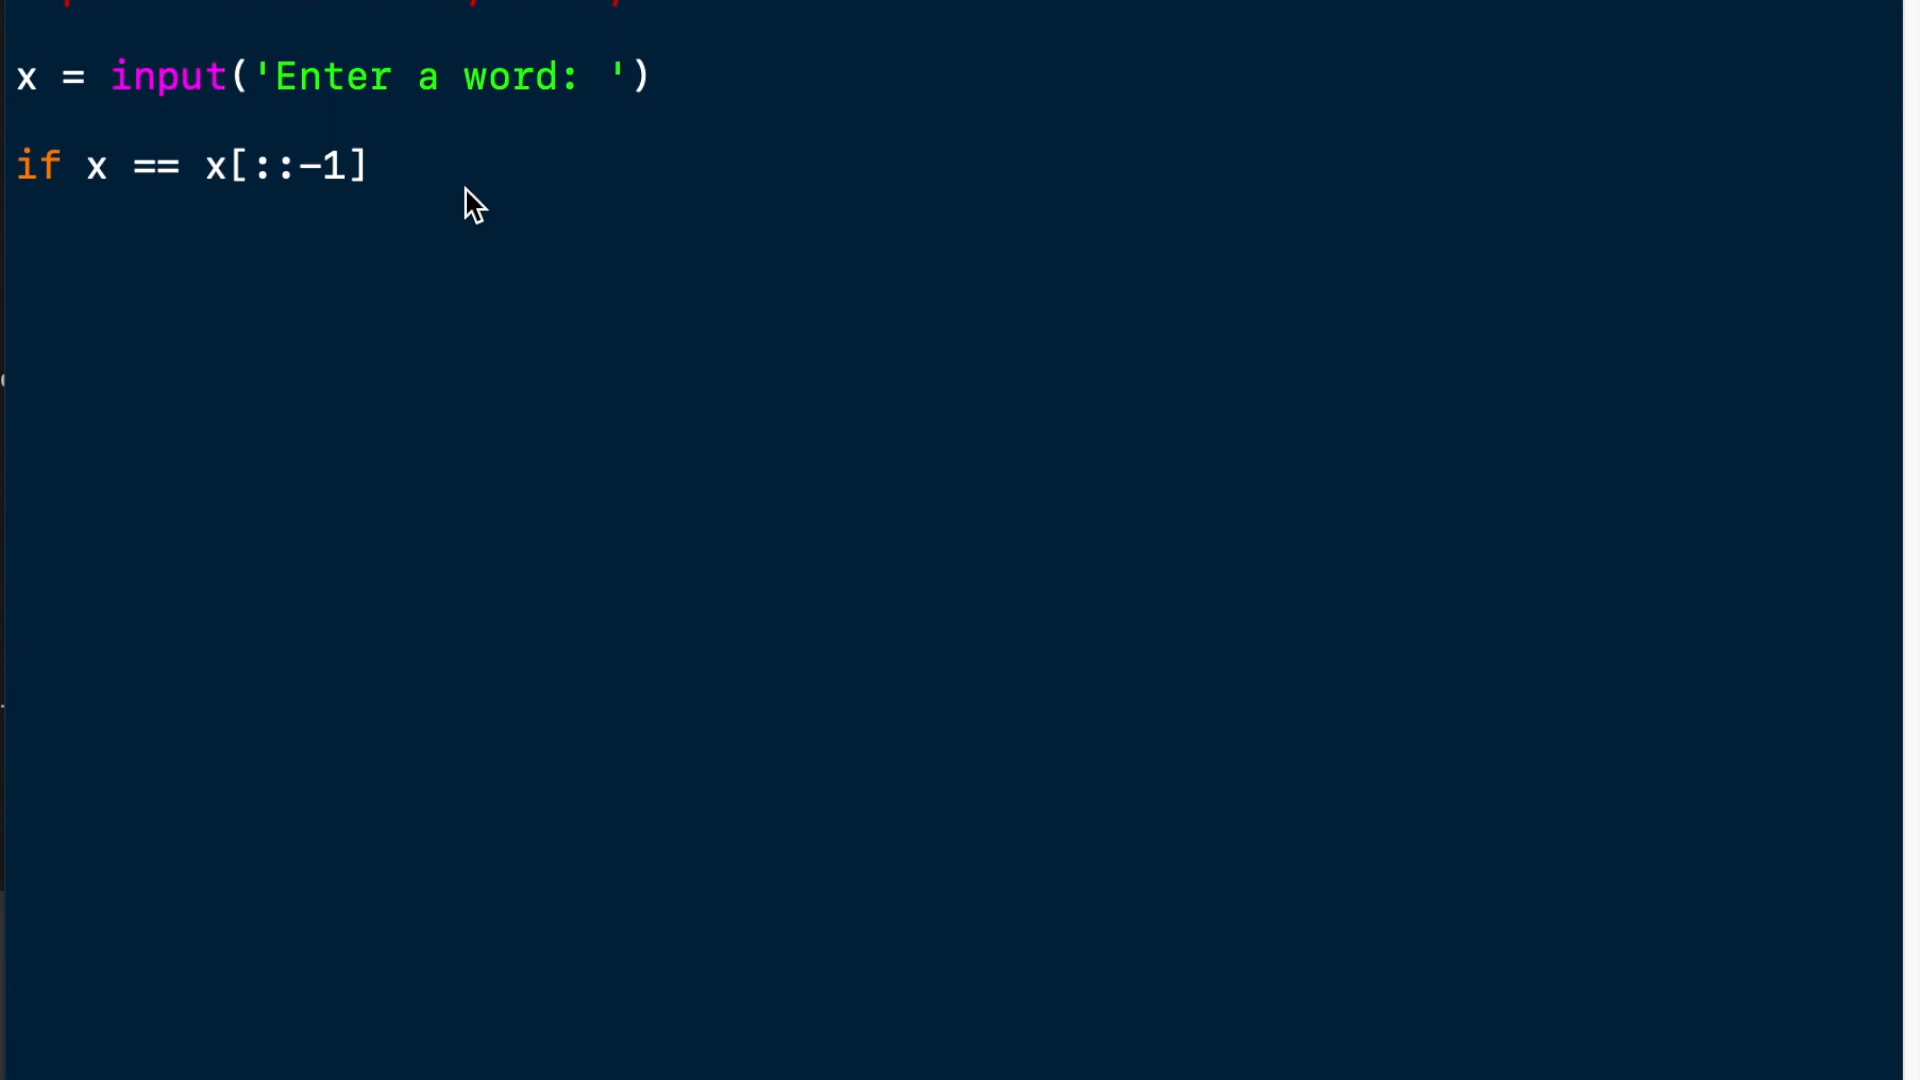 x = input('Enter a word: ')
if x == x[::-1]